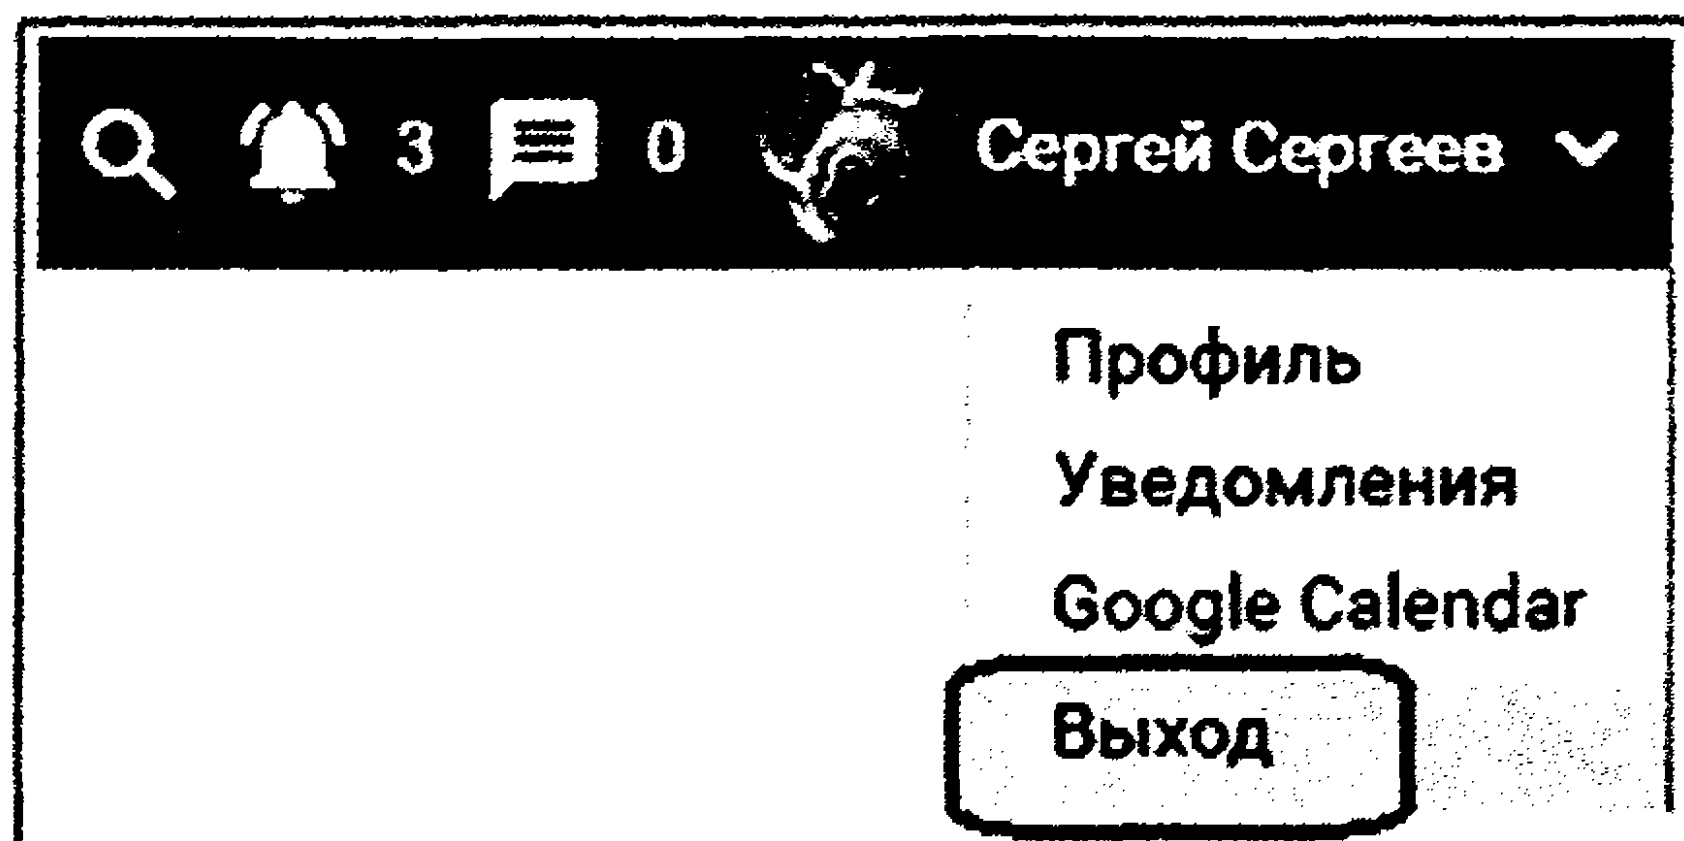 3 0 Сергей Сергеев
Профиль
Уведомления
Google Calendar
Выход